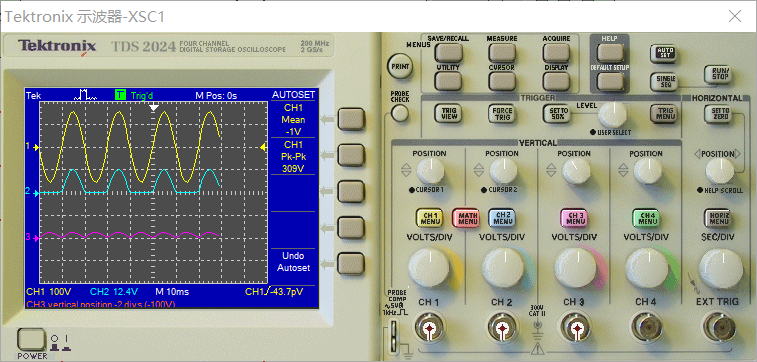 Tektronix 示波器-XSC1
Tektronix TDS 2024 FOUR CHANNEL DIGITAL STORAGE OSCILLOSCOPE 200 MHz 2 GS/s
Tek T Trig'd M Pos: 0s AUTOSET
CH1
Mean
-1V
CH1
Pk-Pk
309V
Undo
Autoset
1
2
3
CH1 100V CH2 12.4V M 10ms CH1 -43.7pV
CH3 vertical position -2 divs (-100V)
POWER
PRINT
PROBE
CHECK
MENUS
SAVE/RECALL MEASURE ACQUIRE
UTILITY CURSOR DISPLAY
HELP
DEFAULT SETUP
AUTO
SET
SINGLE
SEQ
RUN/
STOP
TRIGGER
TRIG
VIEW
FORCE
TRIG
SET TO
50%
LEVEL
USER SELECT
TRIG
MENU
HORIZONTAL
SET TO
ZERO
VERTICAL
POSITION POSITION POSITION POSITION POSITION
CURSOR 1 CURSOR 2 HELP SCROLL
CH 1
MENU
MATH
MENU
CH 2
MENU
CH 3
MENU
CH 4
MENU
HORIZ
MENU
VOLTS/DIV VOLTS/DIV VOLTS/DIV VOLTS/DIV SEC/DIV
PROBE
COMP
~5V
1kHz
CH 1 CH 2 CH 3 CH 4 EXT TRIG
300V
CAT II